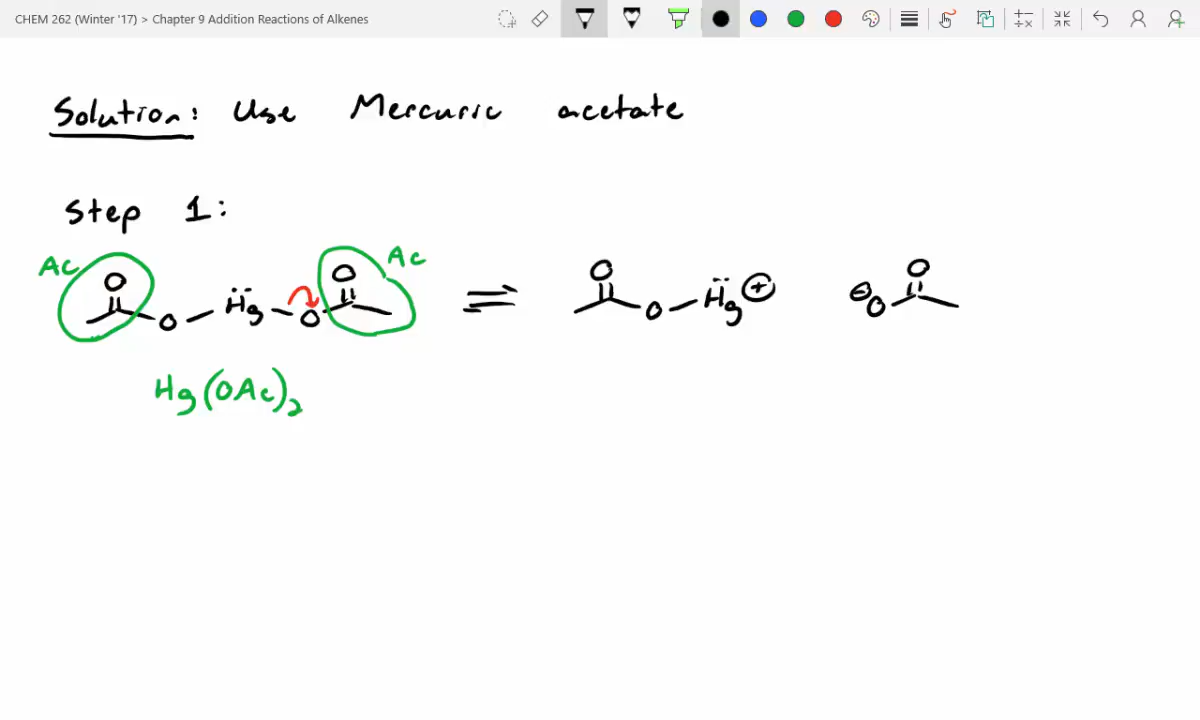 CHEM 262 (Winter '17) > Chapter 9 Addition Reactions of Alkenes
Solution: Use Mercuric acetate
Step 1:
Ac O O Hg O O Ac ⇌ O O Hg ⊕ ⊖O O
Hg(OAc)₂